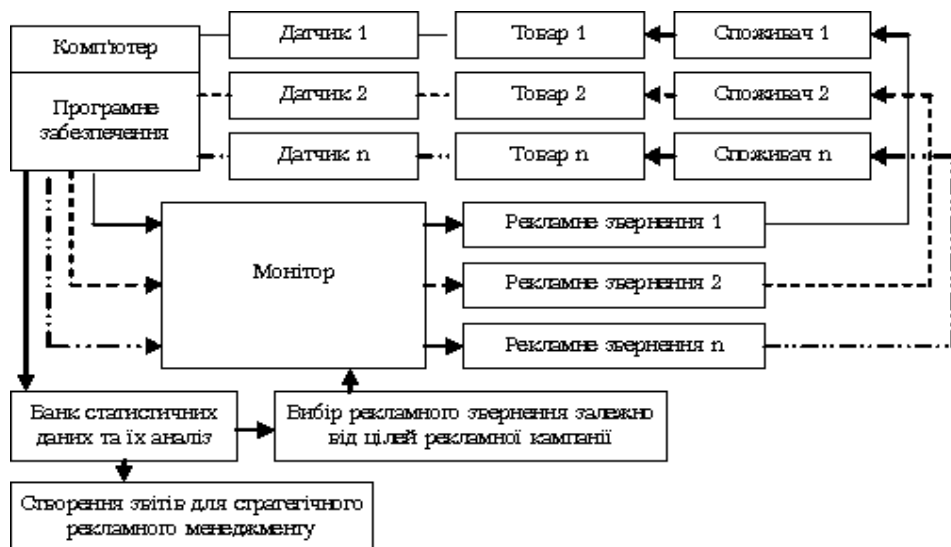 Комп'ютер
Програмне
забезпечення
Датчик 1
Товар 1
Споживач 1
Датчик 2
Товар 2
Споживач 2
Датчик n
Товар n
Споживач n
Монітор
Рекламне звернення 1
Рекламне звернення 2
Рекламне звернення n
Банк статистичних
даних та їх аналіз
Вибір рекламного звернення залежно
від цілей рекламної кампанії
Створення звітів для стратегічного
рекламного менеджменту